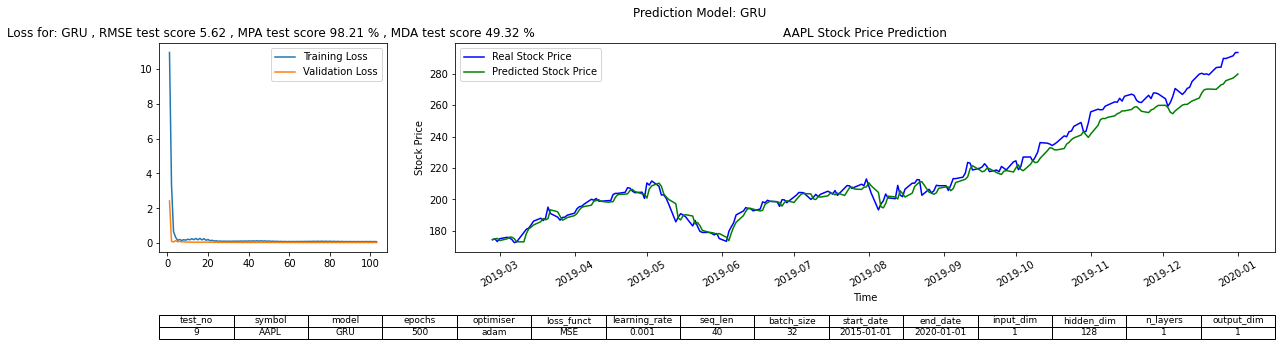 Prediction Model: GRU
Loss for: GRU , RMSE test score 5.62 , MPA test score 98.21 % , MDA test score 49.32 %
Training Loss
Validation Loss
10
8
6
4
2
0
0 20 40 60 80 100
AAPL Stock Price Prediction
Real Stock Price
Predicted Stock Price
Stock Price
280
260
240
220
200
180
2019-03 2019-04 2019-05 2019-06 2019-07 2019-08 2019-09 2019-10 2019-11 2019-12 2020-01
Time
test_no symbol model epochs optimiser loss_funct learning_rate seq_len batch_size start_date end_date input_dim hidden_dim n_layers output_dim
9 AAPL GRU 500 adam MSE 0.001 40 32 2015-01-01 2020-01-01 1 128 1 1